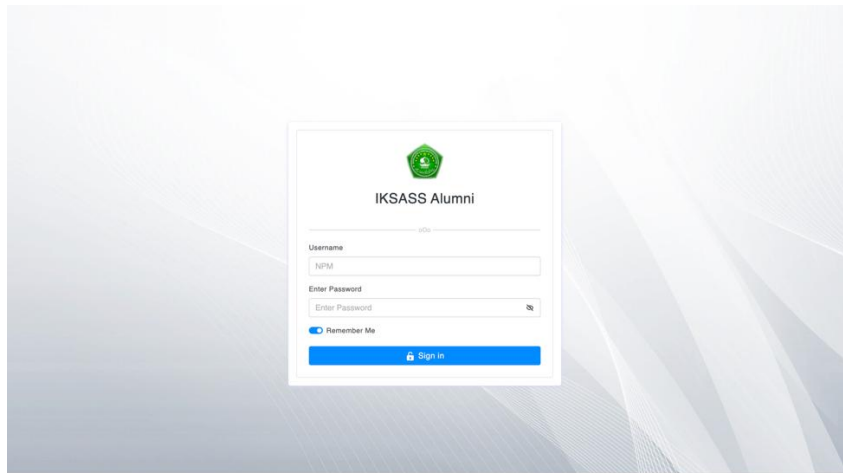 IKSASS Alumni
Username
NPM
Enter Password
Enter Password
Remember Me
Sign in